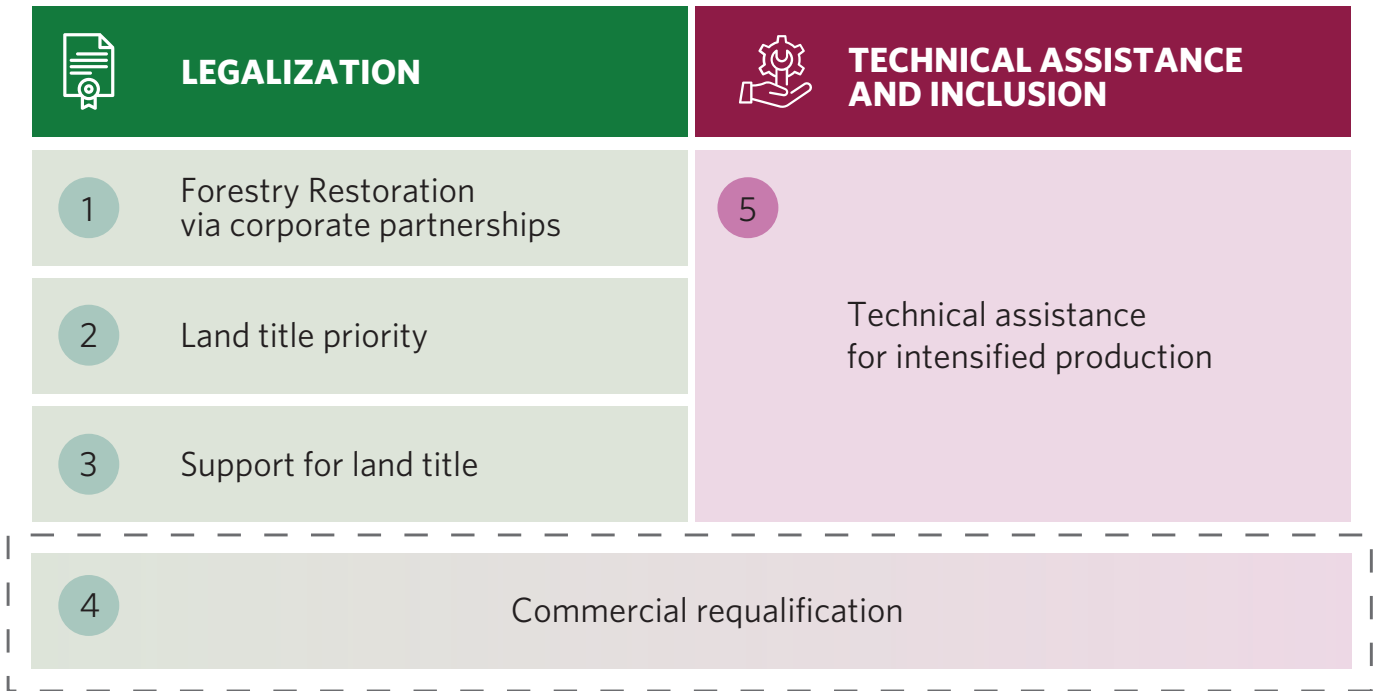 LEGALIZATION
TECHNICAL ASSISTANCE
AND INCLUSION
1
Forestry Restoration
via corporate partnerships
2
Land title priority
3
Support for land title
5
Technical assistance
for intensified production
4
Commercial requalification